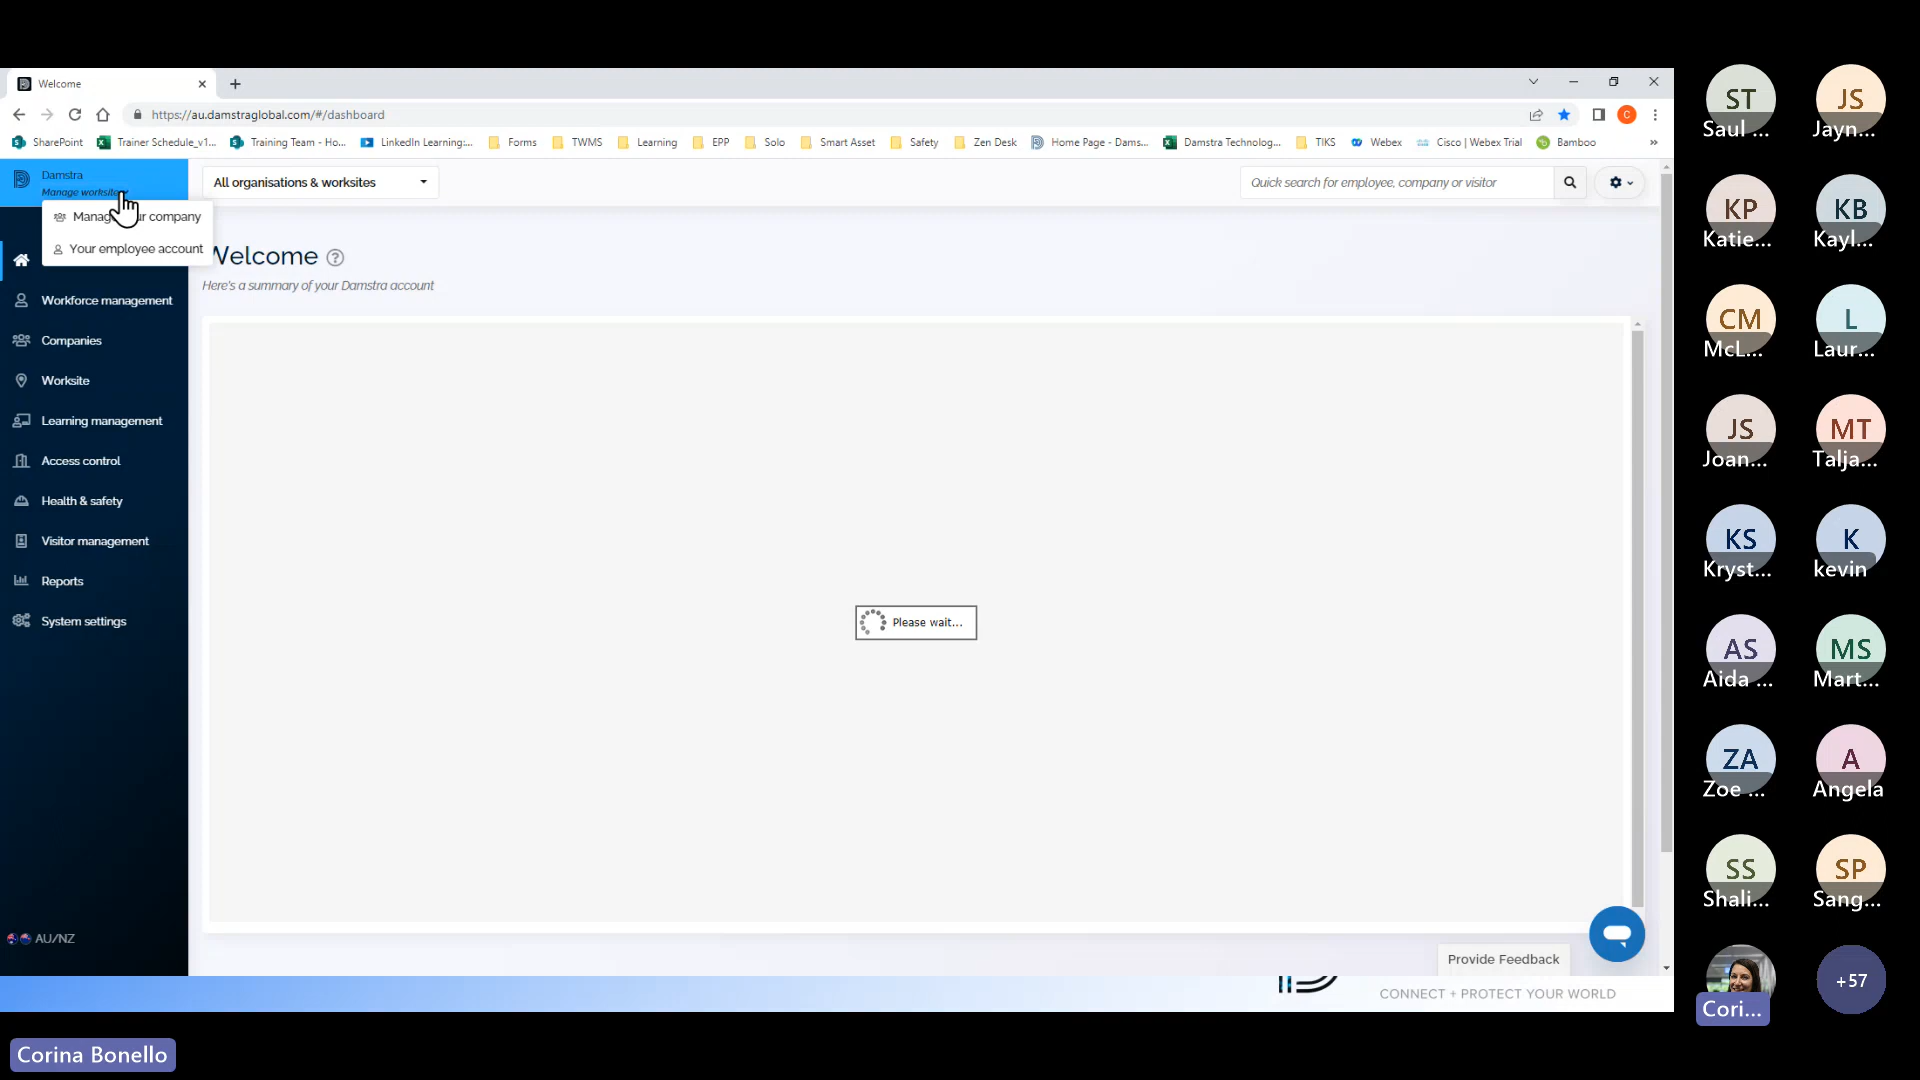 Welcome
https://au.damstraglobal.com/#/dashboard
C
SharePoint
Trainer Schedule_v1...
Training Team - Ho...
LinkedIn Learning:...
Forms
TWMS
Learning
EPP
Solo
Smart Asset
Safety
Zen Desk
Home Page - Dams...
Damstra Technolog...
TIKS
Webex
Cisco | Webex Trial
Bamboo
»
Damstra
Manage worksite
All organisations & worksites
Quick search for employee, company or visitor
Your employee account
Welcome
Here's a summary of your Damstra account
Workforce management
Companies
Worksite
Learning management
Access control
Health & safety
Visitor management
Reports
System settings
Please wait...
AU/NZ
Provide Feedback
CONNECT + PROTECT YOUR WORLD
Corina Bonello
ST
Saul ...
JS
Jayn...
KP
Katie...
KB
Kayl...
CM
McL...
L
Laur...
JS
Joan...
MT
Talja...
KS
Kryst...
K
kevin
AS
Aida ...
MS
Mart...
ZA
Zoe ...
A
Angela
SS
Shali...
SP
Sang...
Cori...
+57